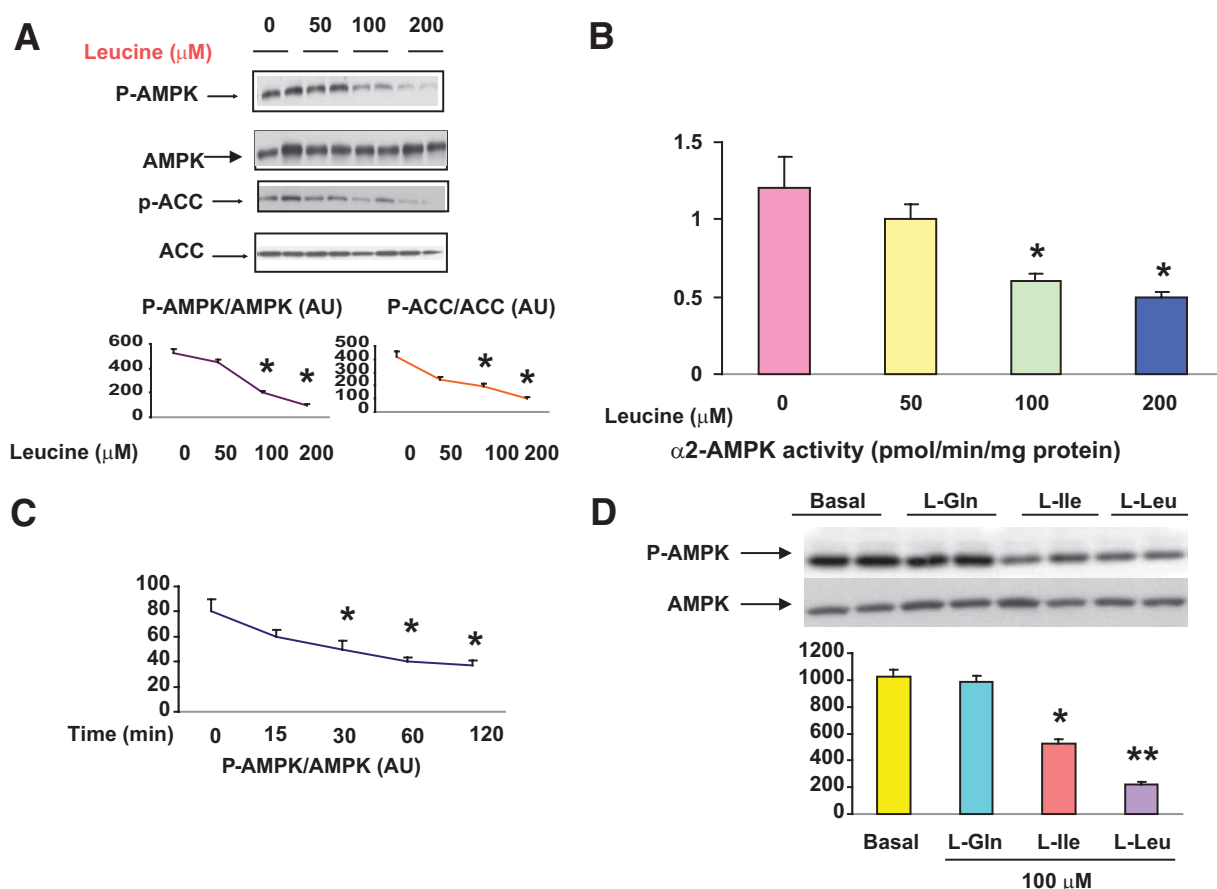 A
0 50 100 200
Leucine (μM)
P-AMPK
AMPK
p-ACC
ACC
P-AMPK/AMPK (AU)
600
400
200
0
* *
Leucine (μM) 0 50 100 200
P-ACC/ACC (AU)
500
400
300
200
100
0
* *
0 50 100 200
B
1.5
1
0.5
0
* *
0 50 100 200
Leucine (μM)
α2-AMPK activity (pmol/min/mg protein)
C
100
80
60
40
20
0
* * *
Time (min) 0 15 30 60 120
P-AMPK/AMPK (AU)
D
Basal L-Gln L-Ile L-Leu
P-AMPK
AMPK
1200
1000
800
600
400
200
0
* **
Basal L-Gln L-Ile L-Leu
100 μM